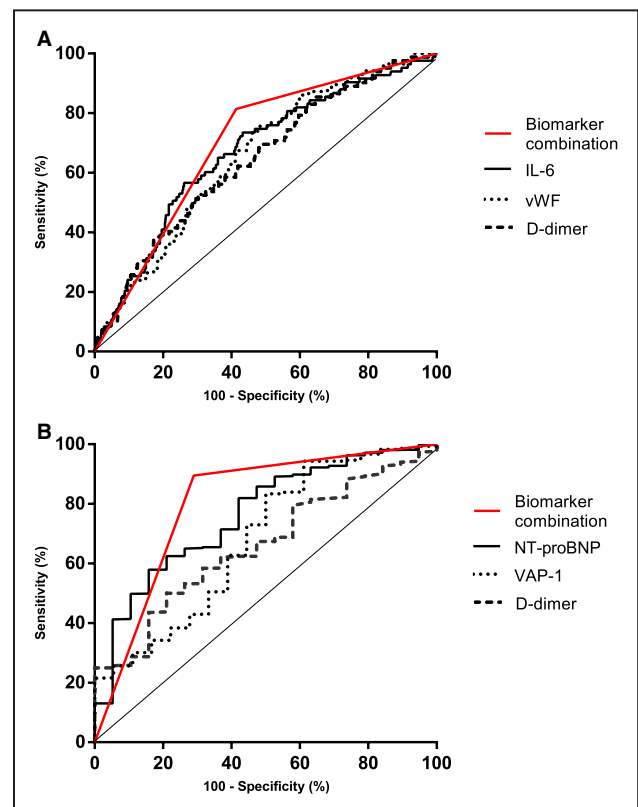 A
100
80
60
40
20
0
Sensitivity (%)
0 20 40 60 80 100
100 - Specificity (%)
Biomarker
combination
IL-6
vWF
D-dimer
B
100
80
60
40
20
0
Sensitivity (%)
0 20 40 60 80 100
100 - Specificity (%)
Biomarker
combination
NT-proBNP
VAP-1
D-dimer